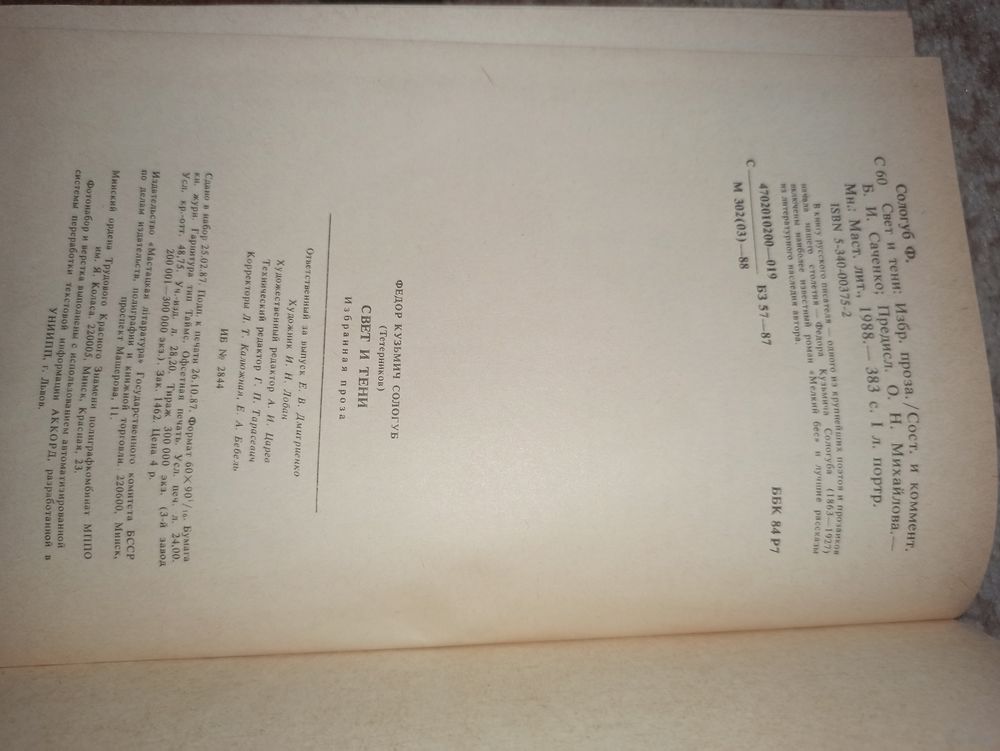 Сологуб Ф.
С 60 Свет и тени: Избр. проза. / Сост. и коммент.
Б. И. Саченко; Предисл. О. Н. Михайлова.—
Мн.: Маст. лит., 1988.— 383 с. 1 л. портр.
ISBN 5-340-00375-2
В книгу русского писателя — одного из крупнейших поэтов и прозаиков
начала нашего столетия — Федора Кузьмича Сологуба (1863—1927)
включены наиболее известный роман «Мелкий бес» и лучшие рассказы
из литературного наследия автора.
С 4702010200—019 БЗ 57—87 ББК 84 Р7
М 302(03)—88
ФЕДОР КУЗЬМИЧ СОЛОГУБ
(Тетерников)
СВЕТ И ТЕНИ
Избранная проза
Ответственный за выпуск Е. В. Дмитриенко
Художник И. Н. Лобан
Художественный редактор А. И. Царев
Технический редактор Г. П. Тарасевич
Корректоры Л. Т. Калюжная, Е. А. Бебель
ИБ № 2844
Сдано в набор 25.02.87. Подп. к печати 26.10.87. Формат 60×90¹/₁₆. Бумага
кн. журн. Гарнитура тип Таймс. Офсетная печать. Усл. печ. л. 24,00.
Усл. кр.-отт. 48,75. Уч.-изд. л. 28,20. Тираж 300 000 экз. (3-й завод
200 001—300 000 экз.). Зак. 1462. Цена 4 р.
Издательство «Мастацкая літаратура» Государственного комитета БССР
по делам издательств, полиграфии и книжной торговли. 220600, Минск,
проспект Машерова, 11.
Минский ордена Трудового Красного Знамени полиграфкомбинат МППО
им. Я. Коласа. 220005, Минск, Красная, 23.
Фотонабор и верстка выполнены с использованием автоматизированной
системы переработки текстовой информации АККОРД, разработанной в
УНИИПП, г. Львов.